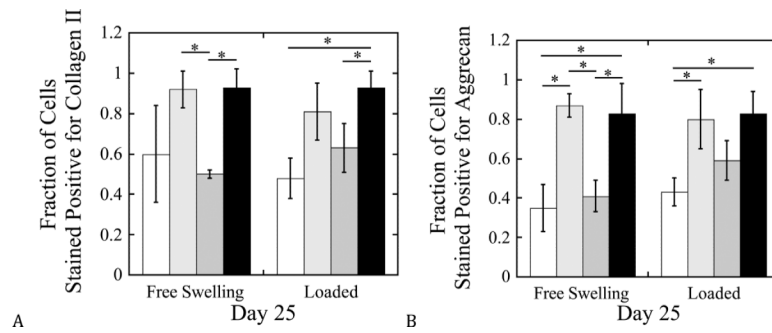 Fraction of Cells
Stained Positive for Collagen II
1.2
1
0.8
0.6
0.4
0.2
0
*
*
*
*
Free Swelling
Loaded
Day 25
A
Fraction of Cells
Stained Positive for Aggrecan
1.2
1
0.8
0.6
0.4
0.2
0
*
*
*
*
*
*
Free Swelling
Loaded
Day 25
B